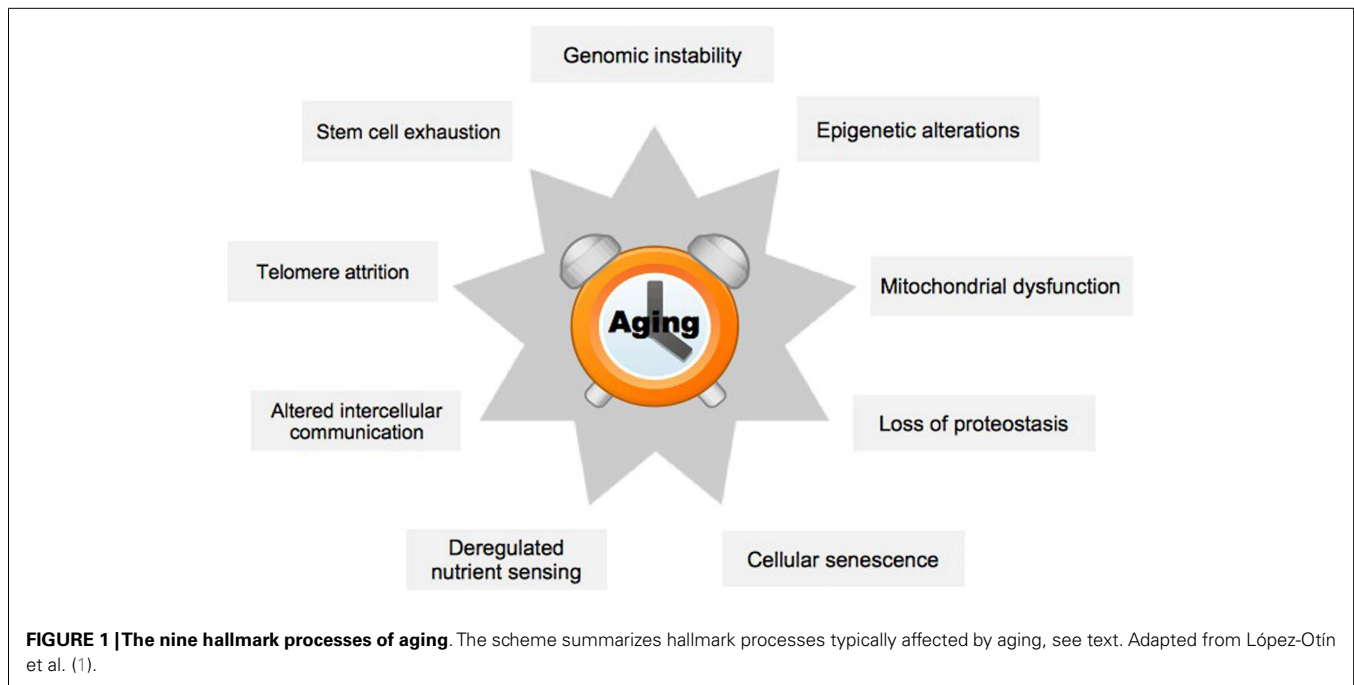 Genomic instability
Stem cell exhaustion
Epigenetic alterations
Telomere attrition
Mitochondrial dysfunction
Aging
Altered intercellular
communication
Loss of proteostasis
Deregulated
nutrient sensing
Cellular senescence
FIGURE 1 | The nine hallmark processes of aging. The scheme summarizes hallmark processes typically affected by aging, see text. Adapted from López-Otín
et al. (1).